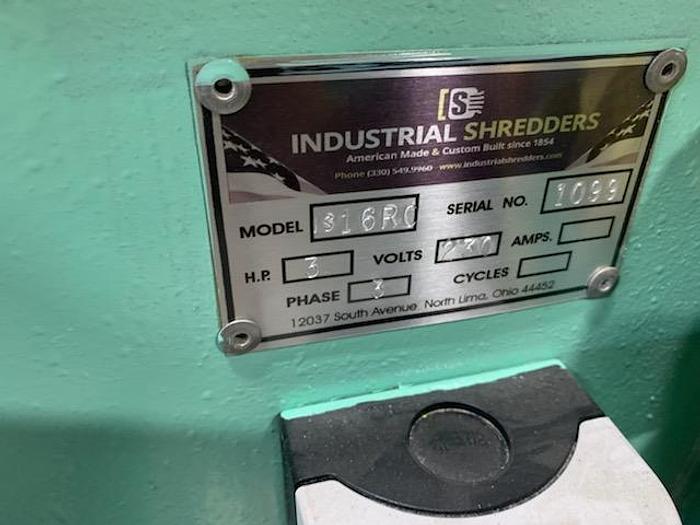 IS
INDUSTRIAL SHREDDERS
American Made & Custom Built since 1854
Phone (330) 549.9960 - www.industrialshredders.com
MODEL SERIAL NO. 1099
H.P. 3 VOLTS 230 AMPS.
PHASE 3 CYCLES
12037 South Avenue North Lima, Ohio 44452